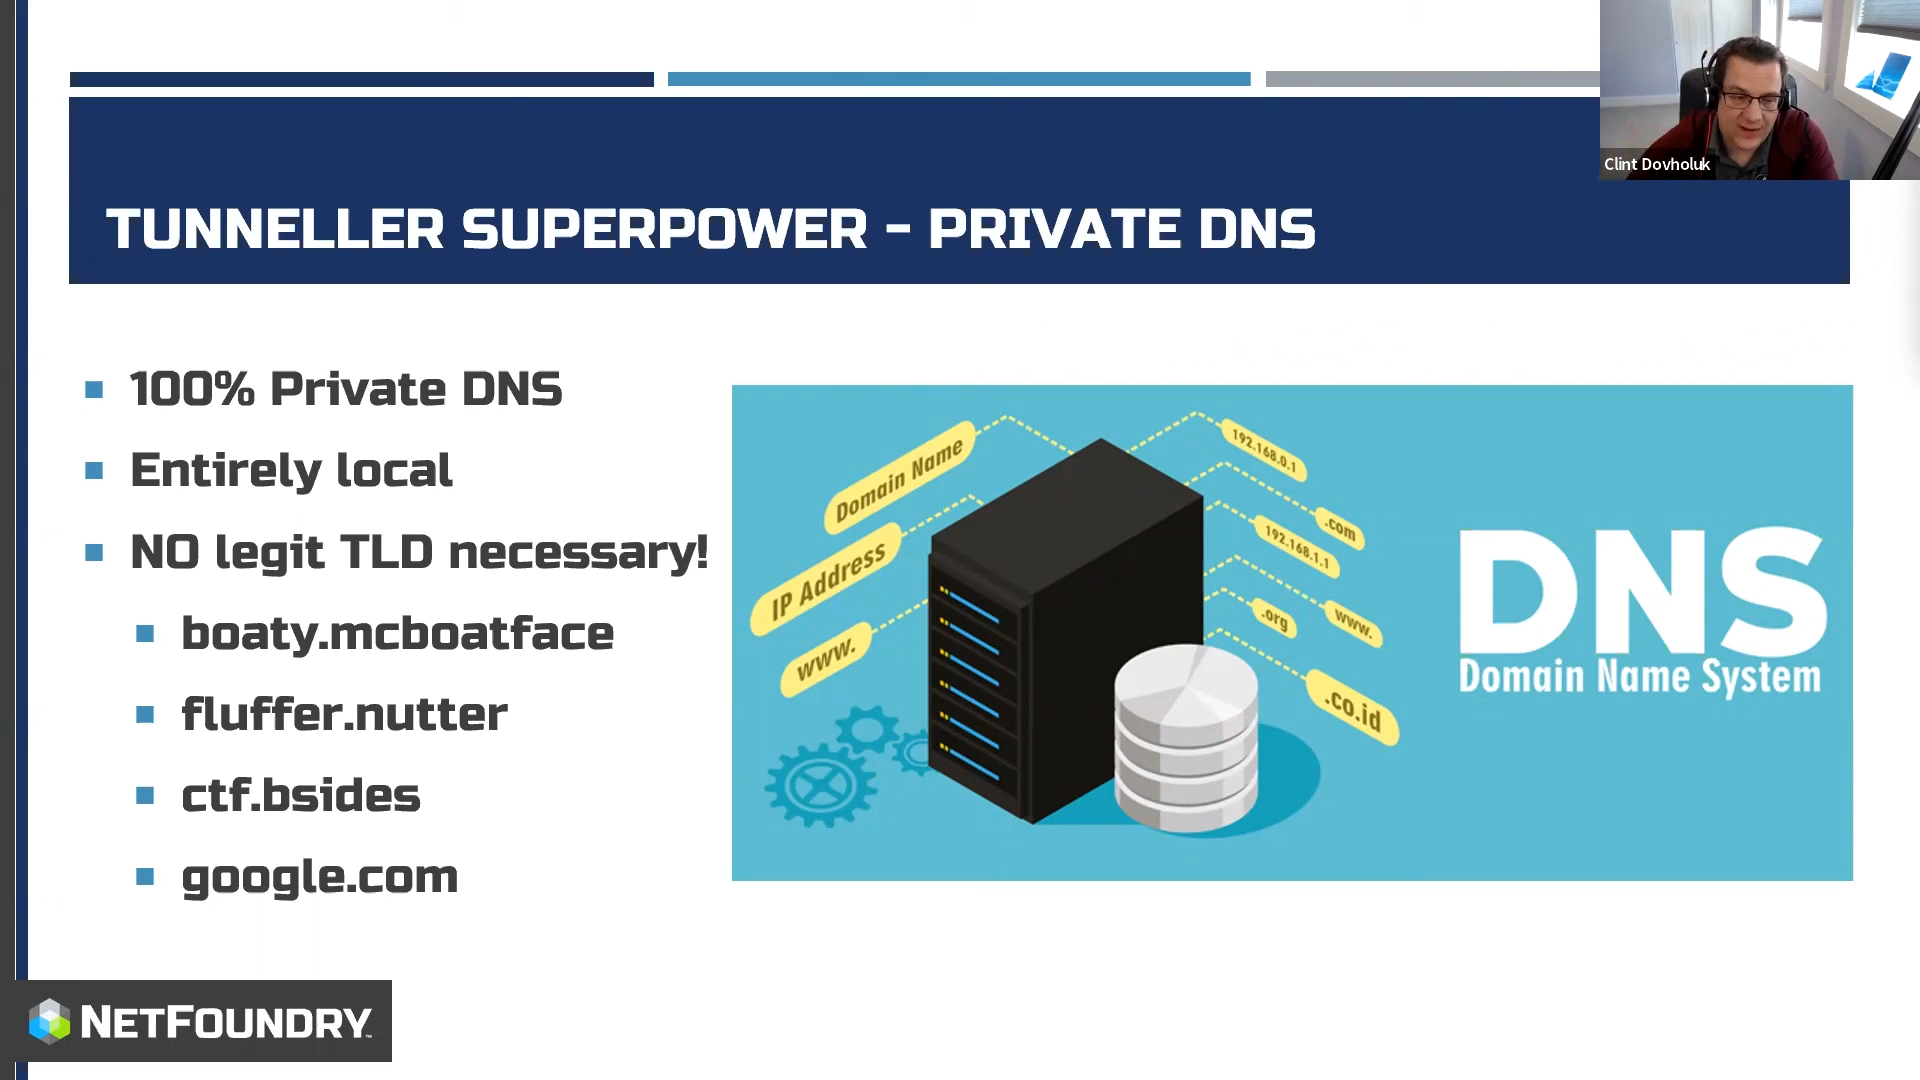 Clint Dovholuk
TUNNELLER SUPERPOWER - PRIVATE DNS
100% Private DNS
Entirely local
NO legit TLD necessary!
boaty.mcboatface
fluffer.nutter
ctf.bsides
google.com
Domain Name
IP Address
www.
192.168.0.1
.com
192.168.1.1
www.
.org
.co.id
DNS
Domain Name System
NETFOUNDRY™